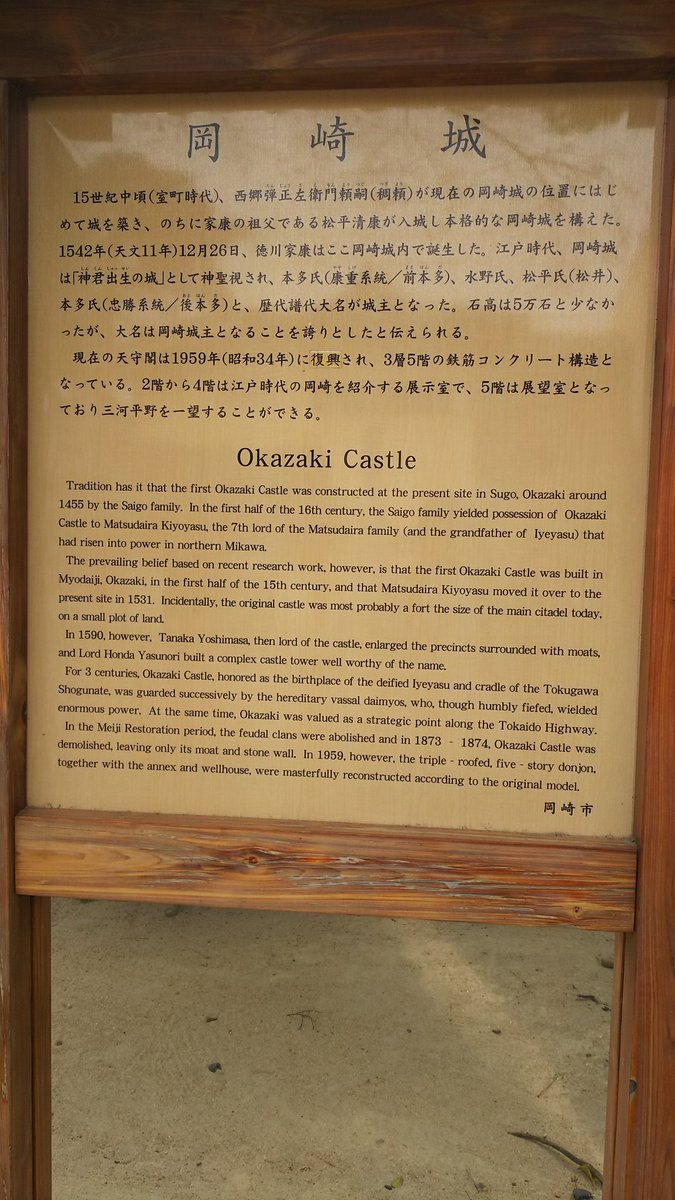 岡崎城
15世紀中頃(室町時代)、西郷弾正左衛門頼嗣(稠頼)が現在の岡崎城の位置にはじ
めて城を築き、のちに家康の祖父である松平清康が入城し本格的な岡崎城を構えた。
1542年(天文11年)12月26日、徳川家康はここ岡崎城内で誕生した。江戸時代、岡崎城
は「神君出生の城」として神聖視され、本多氏(康重系統/前本多)、水野氏、松平氏(松井)、
本多氏(忠勝系統/後本多)と、歴代譜代大名が城主となった。石高は5万石と少なか
ったが、大名は岡崎城主となることを誇りとしたと伝えられる。
現在の天守閣は1959年(昭和34年)に復興され、3層5階の鉄筋コンクリート構造と
なっている。2階から4階は江戸時代の岡崎を紹介する展示室で、5階は展望室となっ
ており三河平野を一望することができる。
Okazaki Castle
Tradition has it that the first Okazaki Castle was constructed at the present site in Sugo, Okazaki around
1455 by the Saigo family. In the first half of the 16th century, the Saigo family yielded possession of Okazaki
Castle to Matsudaira Kiyoyasu, the 7th lord of the Matsudaira family (and the grandfather of Iyeyasu) that
had risen into power in northern Mikawa.
The prevailing belief based on recent research work, however, is that the first Okazaki Castle was built in
Myodaiji, Okazaki, in the first half of the 15th century, and that Matsudaira Kiyoyasu moved it over to the
present site in 1531. Incidentally, the original castle was most probably a fort the size of the main citadel today,
on a small plot of land.
In 1590, however, Tanaka Yoshimasa, then lord of the castle, enlarged the precincts surrounded with moats,
and Lord Honda Yasunori built a complex castle tower well worthy of the name.
For 3 centuries, Okazaki Castle, honored as the birthplace of the deified Iyeyasu and cradle of the Tokugawa
Shogunate, was guarded successively by the hereditary vassal daimyos, who, though humbly fiefed, wielded
enormous power. At the same time, Okazaki was valued as a strategic point along the Tokaido Highway.
In the Meiji Restoration period, the feudal clans were abolished and in 1873 - 1874, Okazaki Castle was
demolished, leaving only its moat and stone wall. In 1959, however, the triple - roofed, five - story donjon,
together with the annex and wellhouse, were masterfully reconstructed according to the original model.
岡崎市